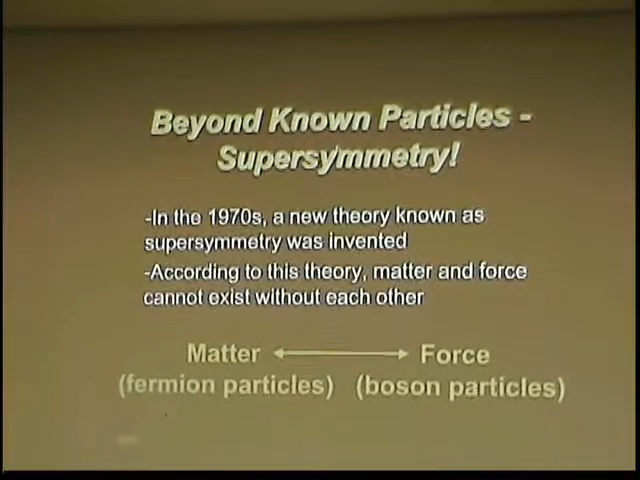 Beyond Known Particles -
Supersymmetry!
-In the 1970s, a new theory known as
supersymmetry was invented
-According to this theory, matter and force
cannot exist without each other
Matter Force
(fermion particles) (boson particles)